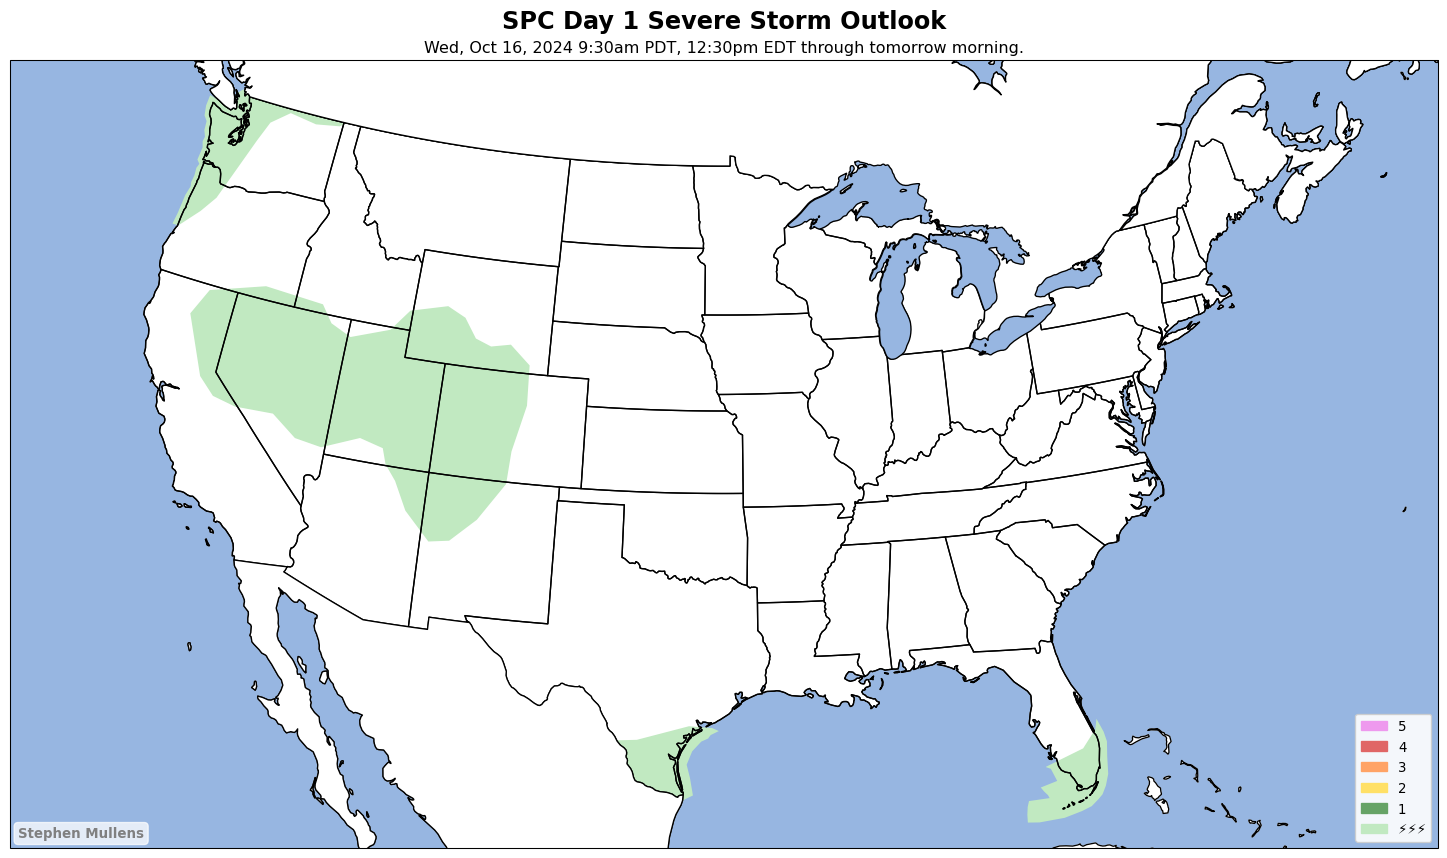 SPC Day 1 Severe Storm Outlook
Wed, Oct 16, 2024 9:30am PDT, 12:30pm EDT through tomorrow morning.
5
4
3
2
1
⚡⚡⚡
Stephen Mullens